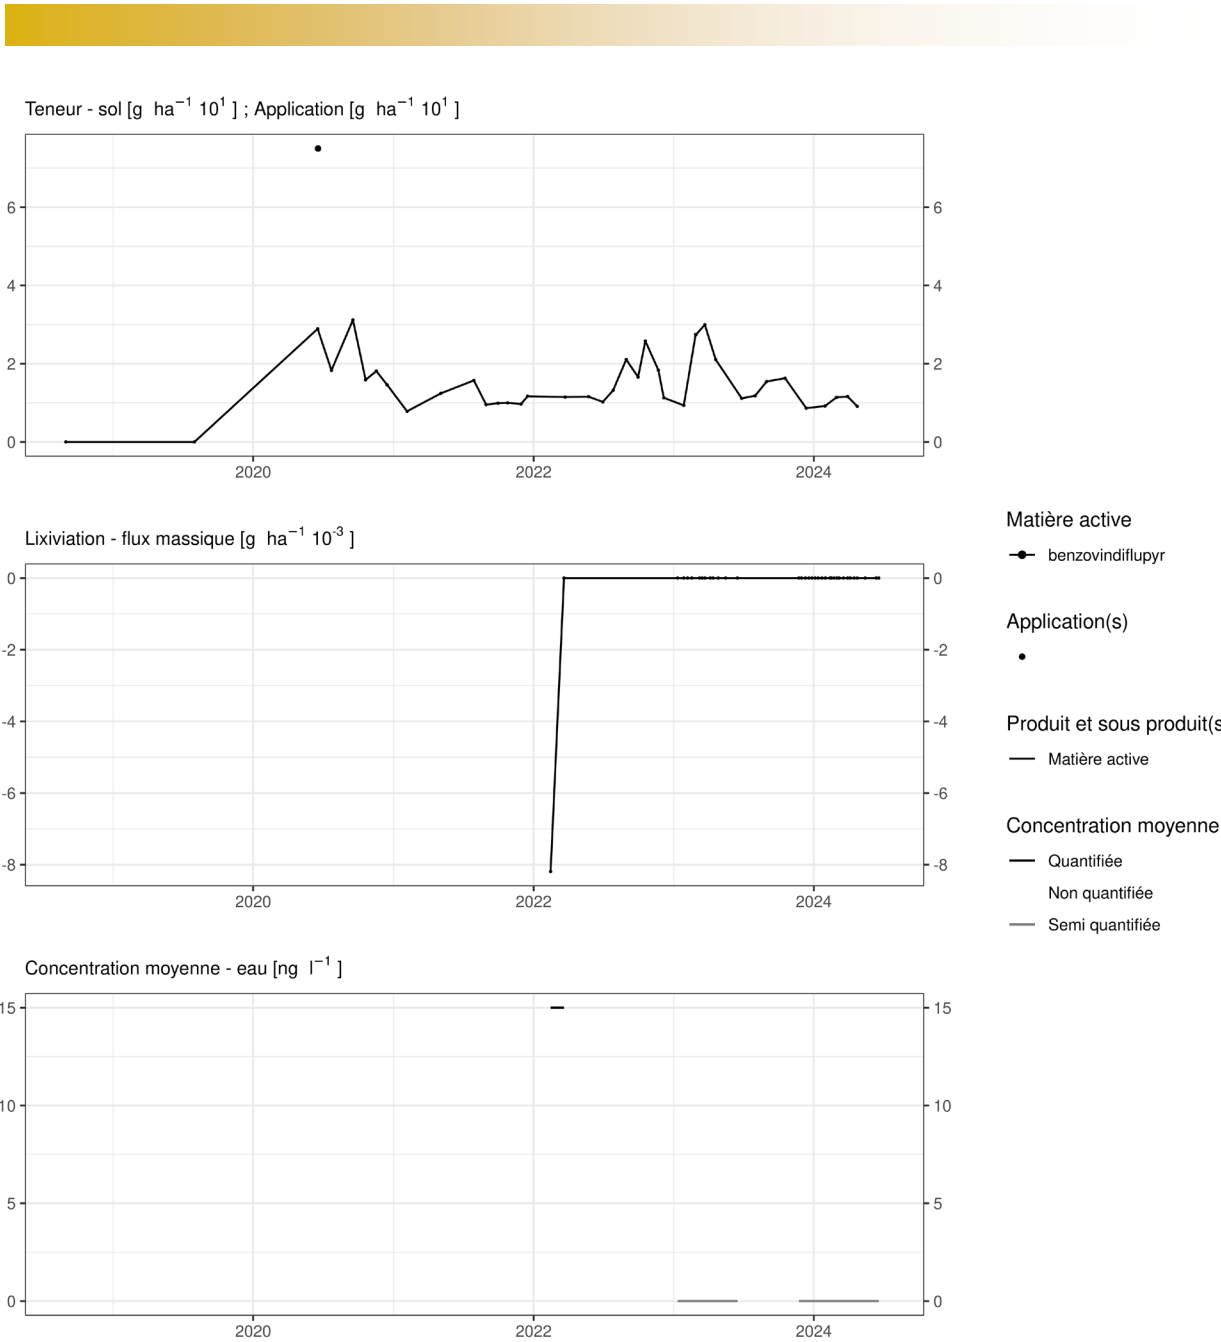 Teneur - sol [g ha⁻¹ 10¹ ] ; Application [g ha⁻¹ 10¹ ]
6 6
4 4
2 2
0 0
2020 2022 2024
Lixiviation - flux massique [g ha⁻¹ 10⁻³ ]
0 0
-2 -2
-4 -4
-6 -6
-8 -8
2020 2022 2024
Concentration moyenne - eau [ng l⁻¹ ]
15 15
10 10
5 5
0 0
2020 2022 2024
Matière active
benzovindiflupyr
Application(s)
Produit et sous produit(s
Matière active
Concentration moyenne
Quantifiée
Non quantifiée
Semi quantifiée